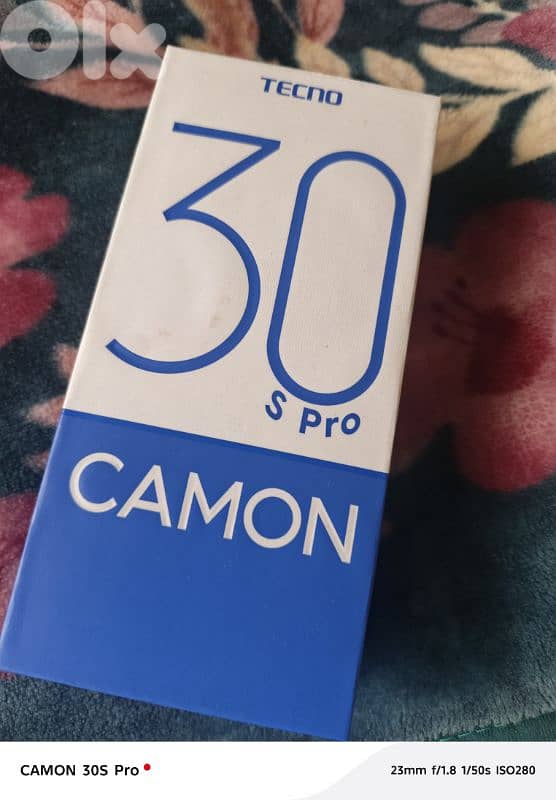 olx
TECNO
30
S Pro
CAMON
CAMON 30S Pro
23mm f/1.8 1/50s ISO280